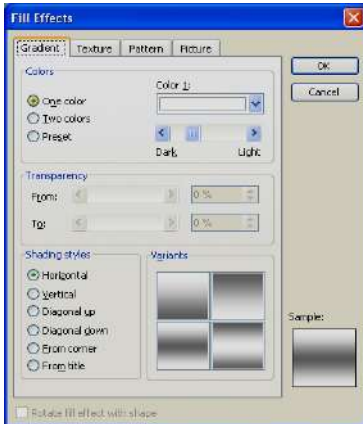 Fill Effects
Gradient Texture Pattern Picture
OK
Cancel
Colors
Color 1:
One color
Two colors
Preset
Dark Light
Transparency
From: 0 %
To: 0 %
Shading styles
Horizontal
Vertical
Diagonal up
Diagonal down
From corner
From title
Variants
Sample:
Rotate fill effect with shape